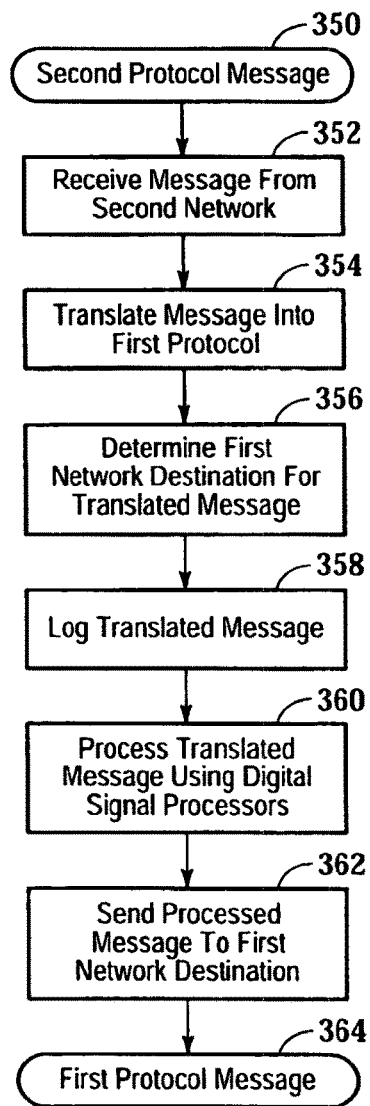 350
Second Protocol Message
352
Receive Message From
Second Network
354
Translate Message Into
First Protocol
356
Determine First
Network Destination For
Translated Message
358
Log Translated Message
360
Process Translated
Message Using Digital
Signal Processors
362
Send Processed
Message To First
Network Destination
364
First Protocol Message